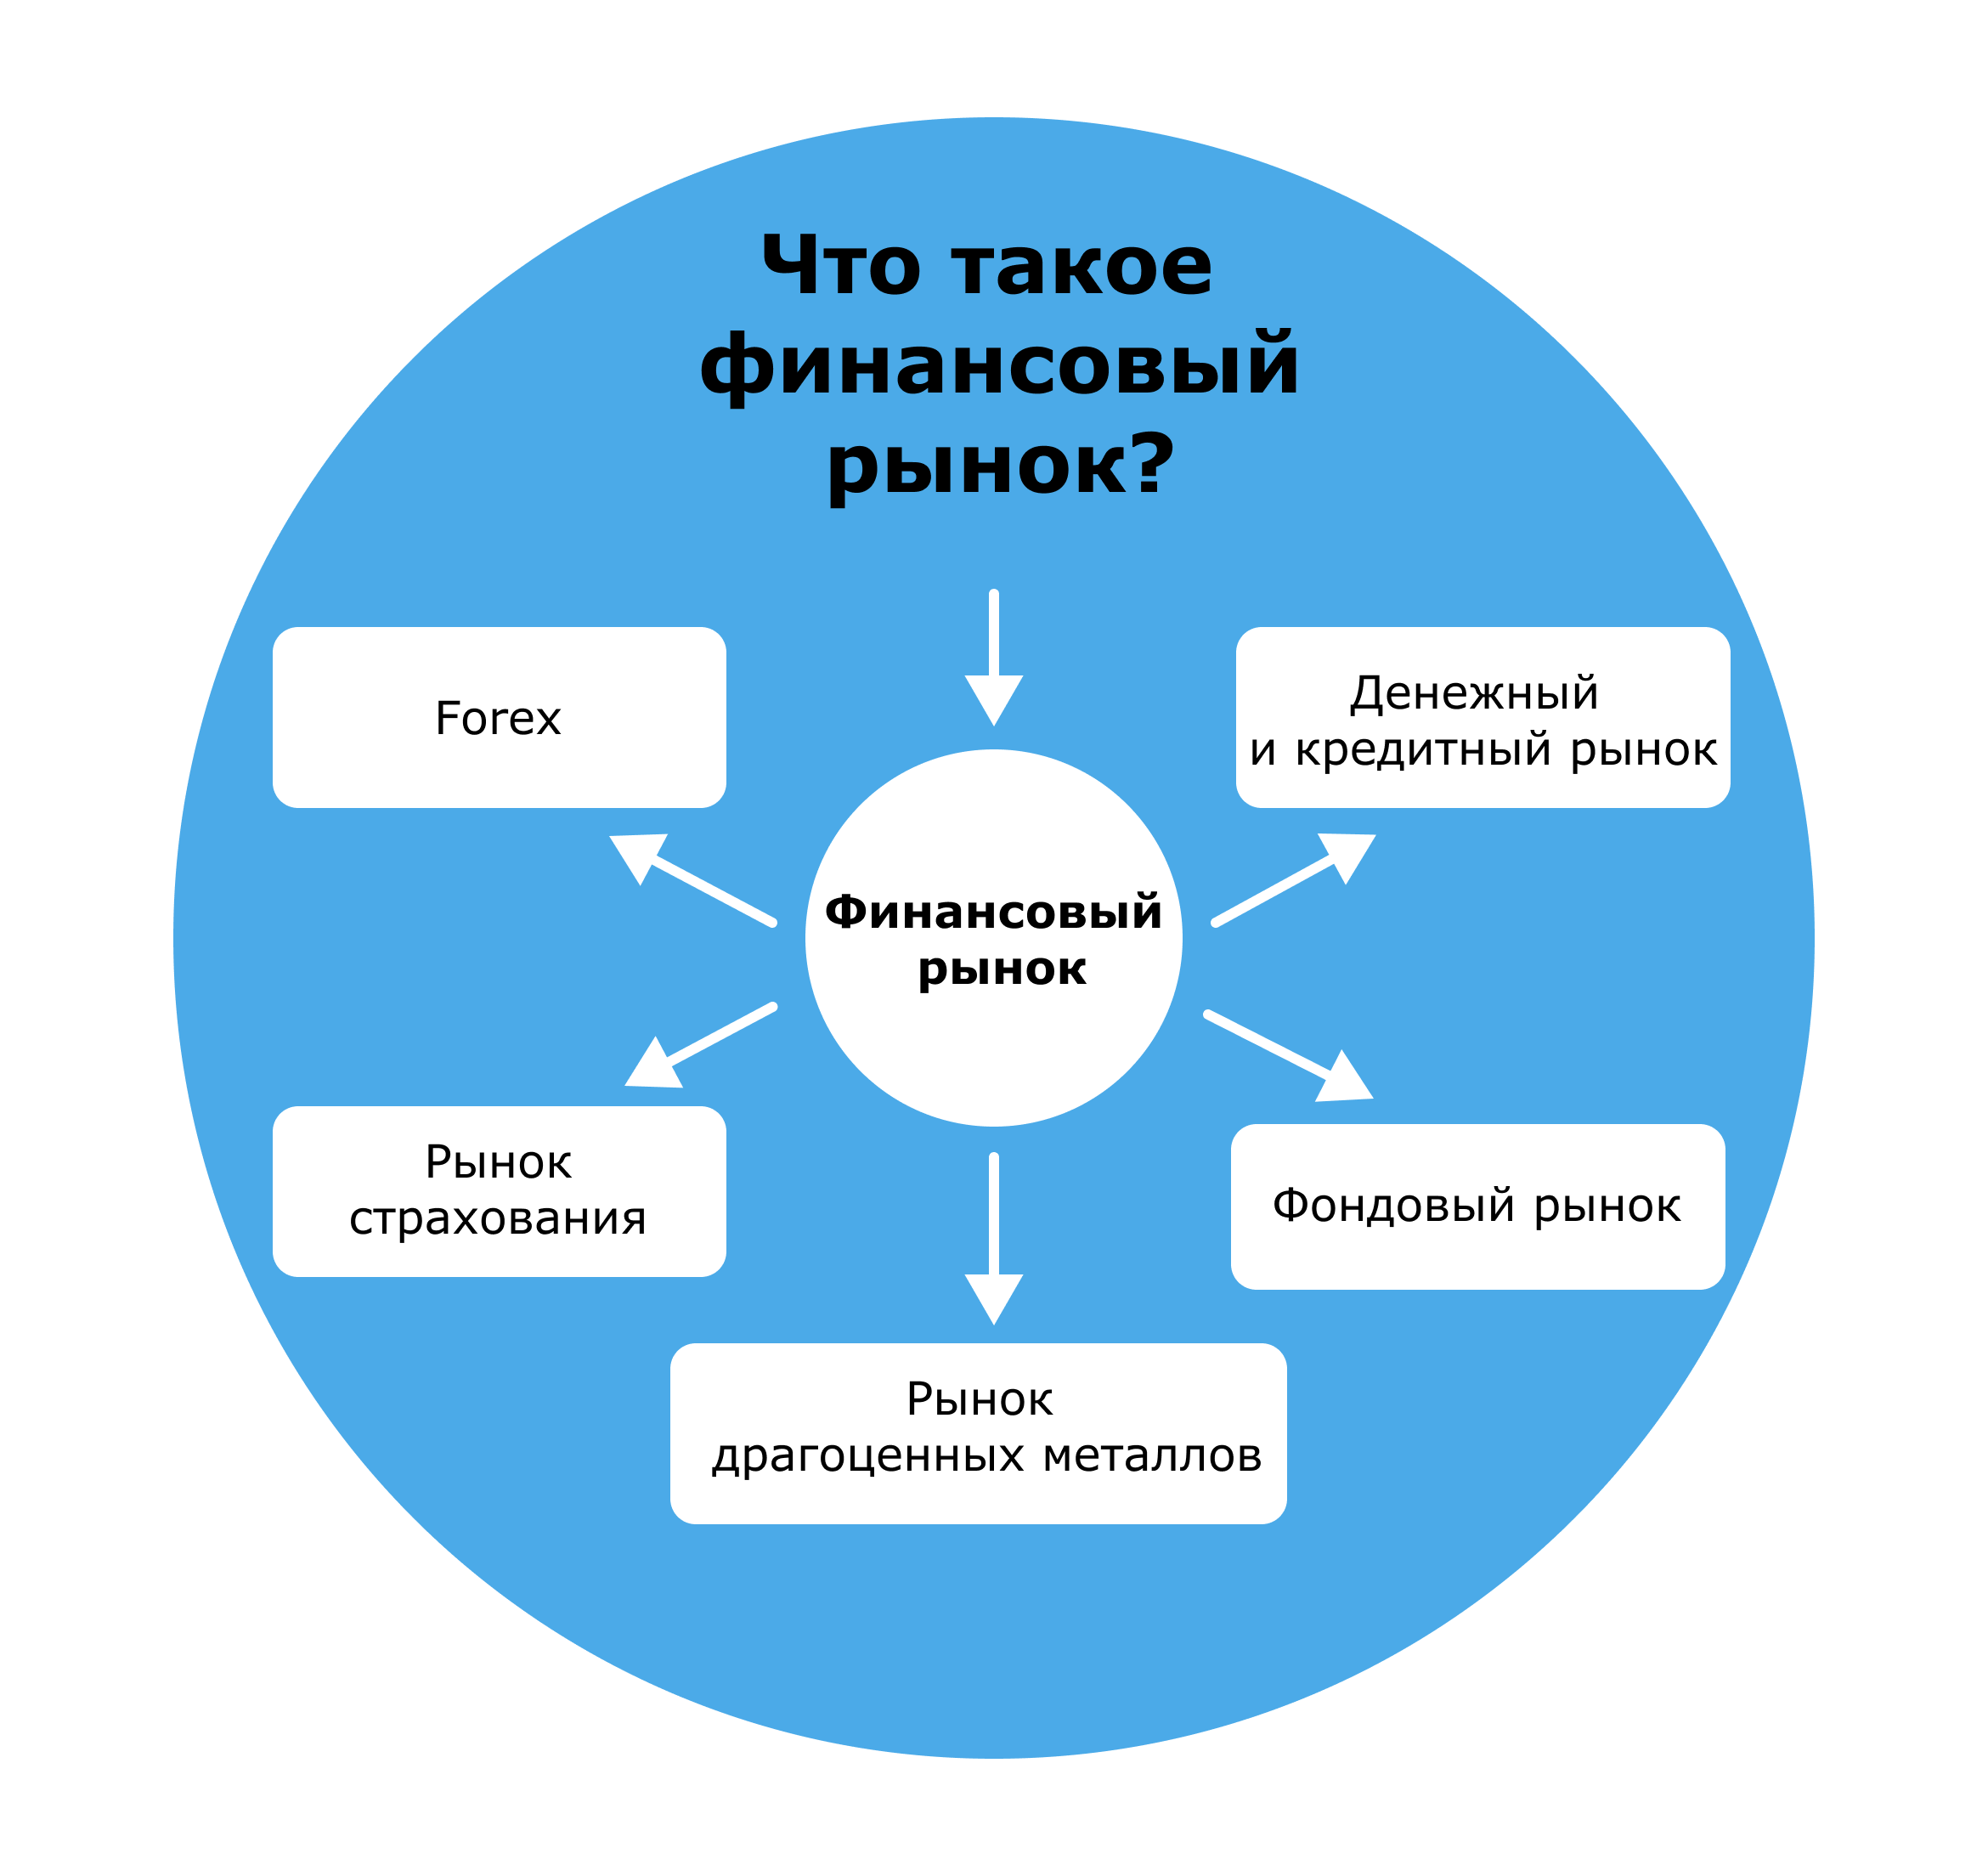 Что такое
финансовый
рынок?
Forex
Денежный
и кредитный рынок
Финансовый
рынок
Рынок
страхования
Фондовый рынок
Рынок
драгоценных металлов